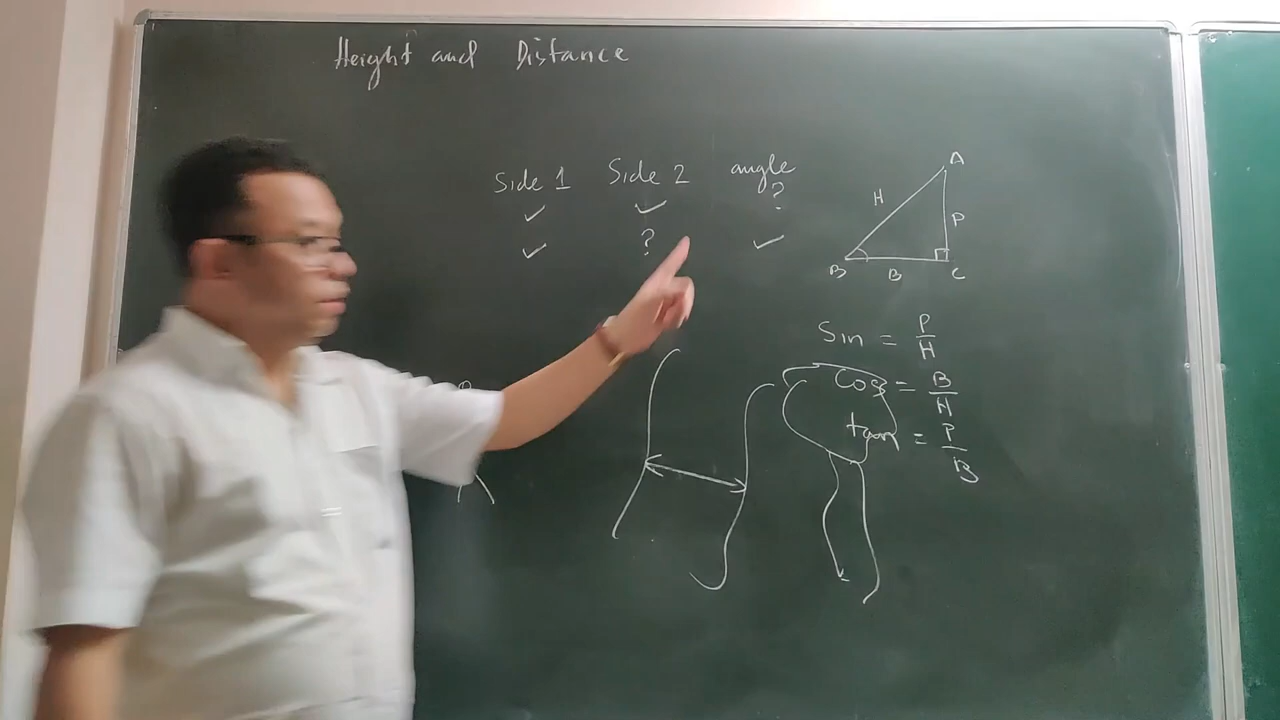 Height and Distance
Side 1 Side 2 angle
✓ ✓ ?
✓ ? ✓
A
H
P
B B C
Sin = P/H
Cos = B/H
tan = P/B